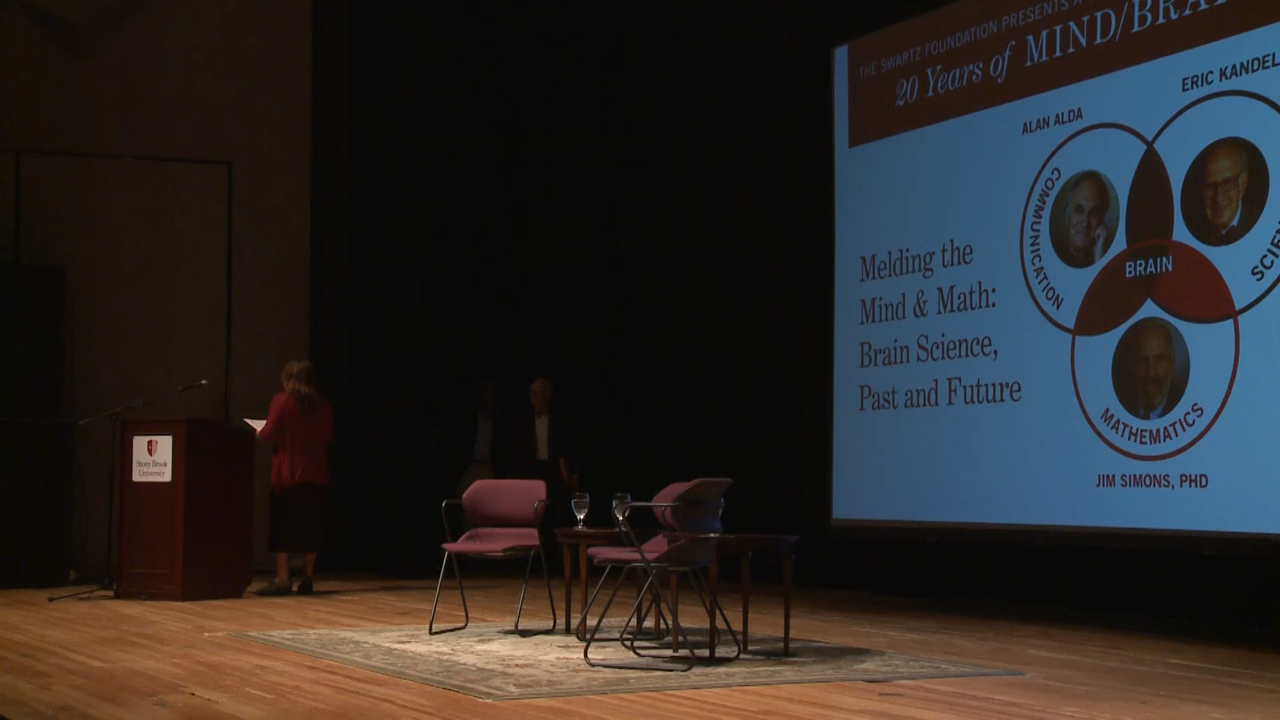 THE SWARTZ FOUNDATION PRESENTS A
20 Years of MIND/BRA
ERIC KANDEL
ALAN ALDA
COMMUNICATION
SCIEN
BRAIN
Melding the
Mind & Math:
Brain Science,
Past and Future
MATHEMATICS
JIM SIMONS, PHD
Stony Brook
University